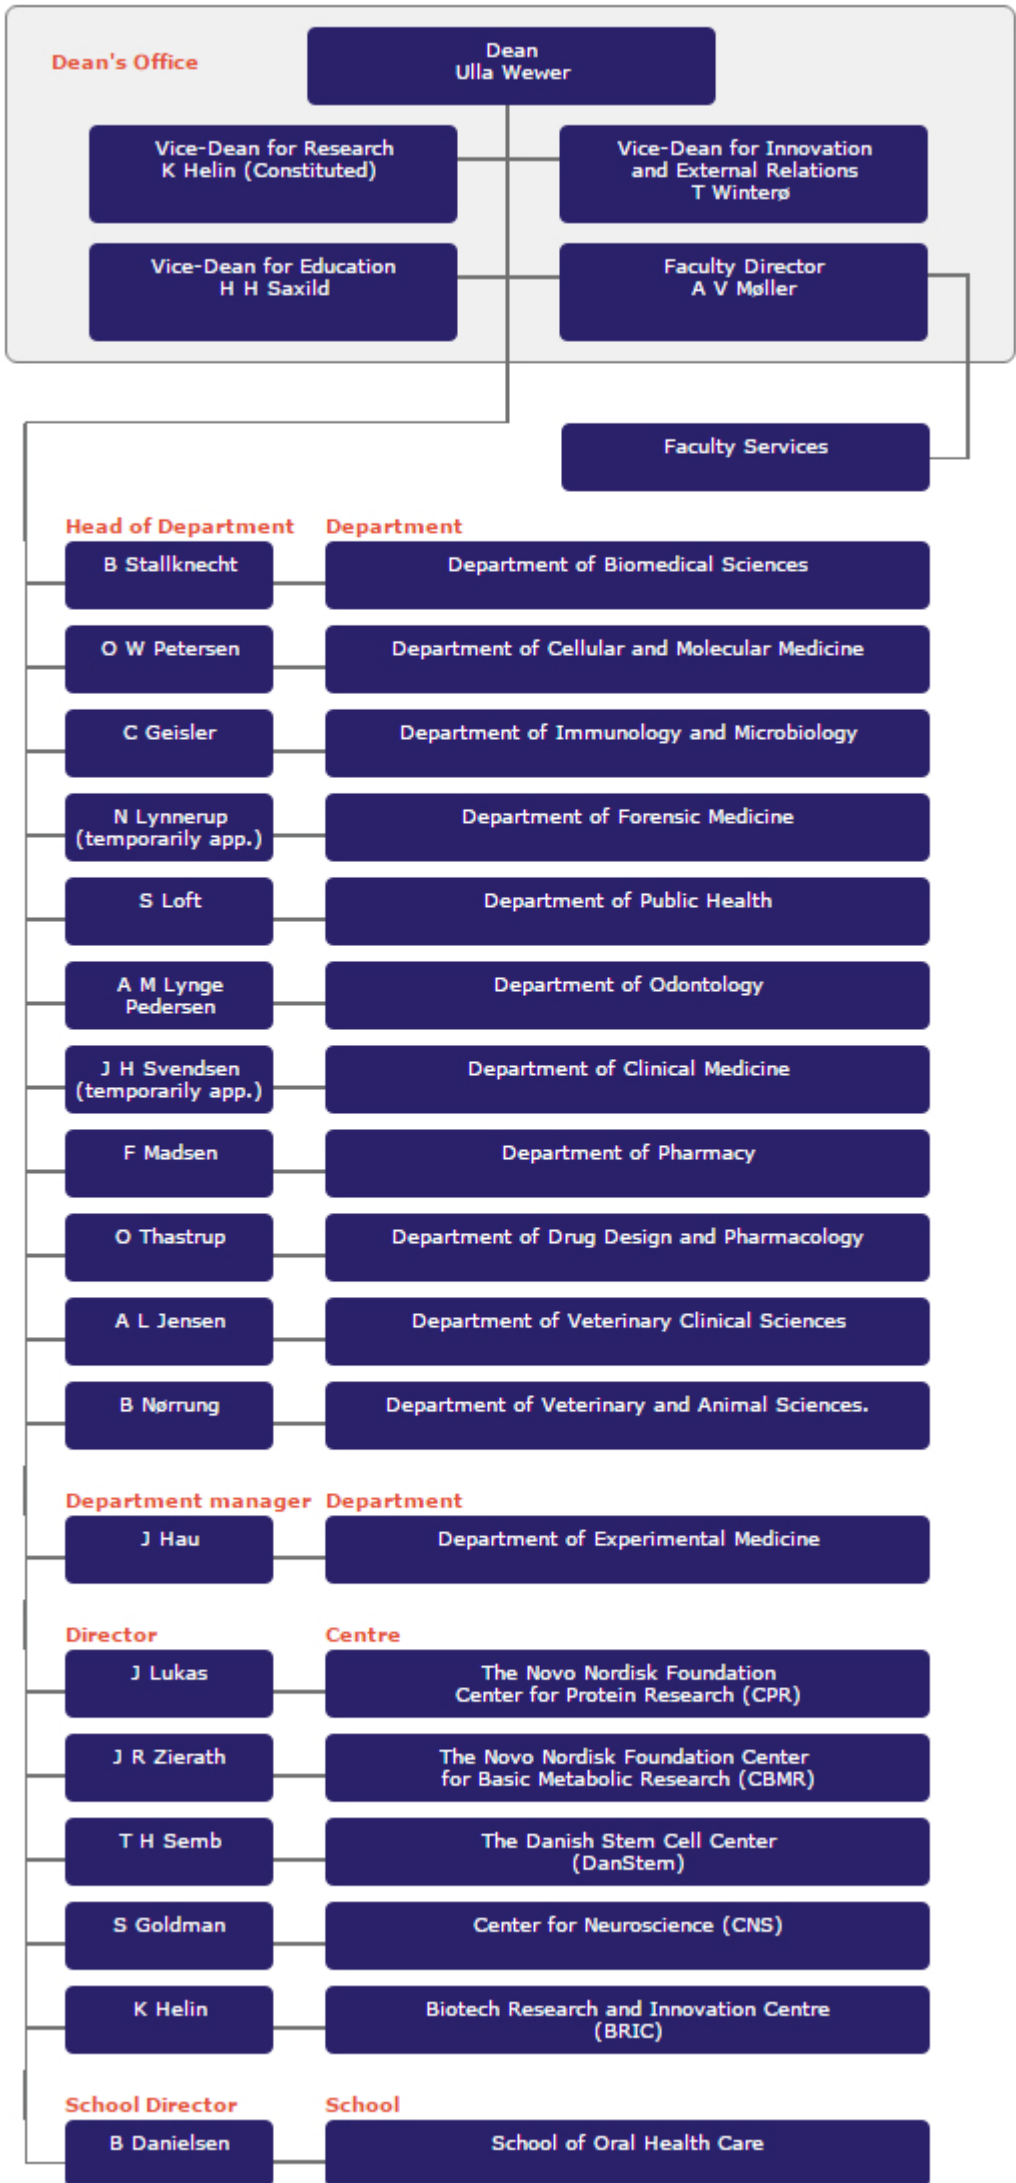 Dean's Office
Dean
Ulla Wewer
Vice-Dean for Research
K Helin (Constituted)
Vice-Dean for Innovation
and External Relations
T Winterø
Vice-Dean for Education
H H Saxild
Faculty Director
A V Møller
Faculty Services
Head of Department Department
B Stallknecht Department of Biomedical Sciences
O W Petersen Department of Cellular and Molecular Medicine
C Geisler Department of Immunology and Microbiology
N Lynnerup
(temporarily app.)
Department of Forensic Medicine
S Loft Department of Public Health
A M Lynge
Pedersen
Department of Odontology
J H Svendsen
(temporarily app.)
Department of Clinical Medicine
F Madsen Department of Pharmacy
O Thastrup Department of Drug Design and Pharmacology
A L Jensen Department of Veterinary Clinical Sciences
B Nørrung Department of Veterinary and Animal Sciences.
Department manager Department
J Hau Department of Experimental Medicine
Director Centre
J Lukas
The Novo Nordisk Foundation
Center for Protein Research (CPR)
J R Zierath
The Novo Nordisk Foundation Center
for Basic Metabolic Research (CBMR)
T H Semb
The Danish Stem Cell Center
(DanStem)
S Goldman Center for Neuroscience (CNS)
K Helin
Biotech Research and Innovation Centre
(BRIC)
School Director School
B Danielsen School of Oral Health Care